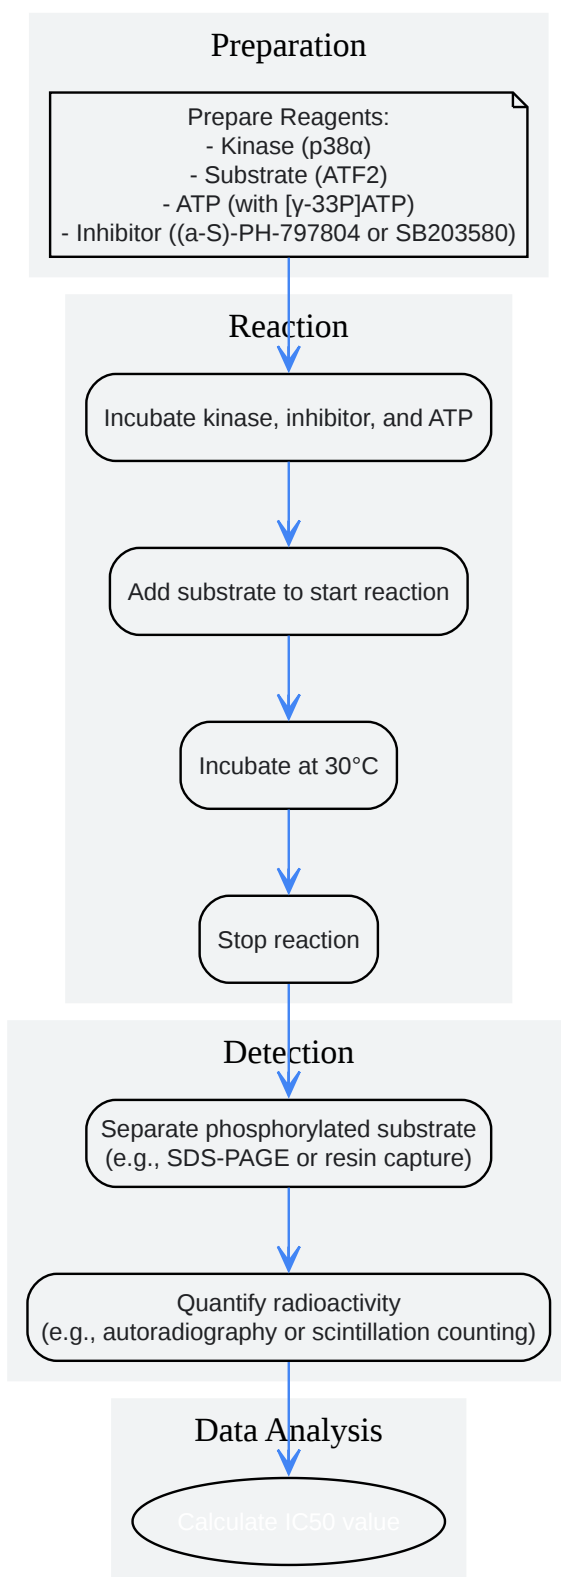 Preparation
Prepare Reagents:
- Kinase (p38α)
- Substrate (ATF2)
- ATP (with [γ-33P]ATP)
- Inhibitor ((a-S)-PH-797804 or SB203580)
Reaction
Incubate kinase, inhibitor, and ATP
Add substrate to start reaction
Incubate at 30°C
Stop reaction
Detection
Separate phosphorylated substrate
(e.g., SDS-PAGE or resin capture)
Quantify radioactivity
(e.g., autoradiography or scintillation counting)
Data Analysis
Calculate IC50 value